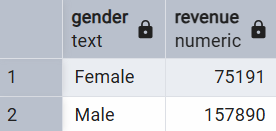 gender revenue
text numeric
1 Female 75191
2 Male 157890